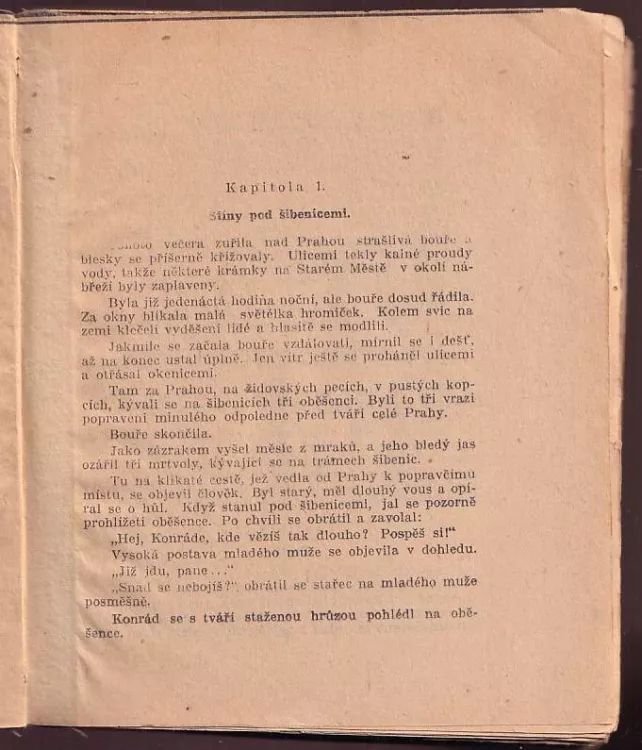 Kapitola 1.
Stíny pod šibenicemi.
večera zuřila nad Prahou strašlivá bouře a
blesky se příšerně křižovaly. Ulicemi tekly kalné proudy
vody, takže některé krámky na Starém Městě v okolí ná-
břeží byly zaplaveny.
Byla již jedenáctá hodina noční, ale bouře dosud řádila.
Za okny blikala malá světélka hromiček. Kolem svic na
zemi klečeli vyděšení lidé a hlasitě se modlili.
Jakmile se začala bouře vzdalovati, mírnil se i dešť,
až na konec ustal úplně. Jen vítr ještě se proháněl ulicemi
a otřásal okenicemi.
Tam za Prahou, na židovských pecích, v pustých kop-
cích, kývali se na šibenicích tři oběšenci. Byli to tři vrazi
popravení minulého odpoledne před tváří celé Prahy.
Bouře skončila.
Jako zázrakem vyšel měsíc z mraků, a jeho bledý jas
ozářil tři mrtvoly, kývající se na trámech šibenic.
Tu na klikaté cestě, jež vedla od Prahy k popravčímu
místu, se objevil člověk. Byl starý, měl dlouhý vous a opí-
ral se o hůl. Když stanul pod šibenicemi, jal se pozorně
prohlížeti oběšence. Po chvíli se obrátil a zavolal:
„Hej, Konráde, kde vězíš tak dlouho? Pospěš si!"
Vysoká postava mladého muže se objevila v dohledu.
„Již jdu, pane..."
„Snad se nebojíš?", obrátil se stařec na mladého muže
posměšně.
Konrád se s tváří staženou hrůzou pohlédl na obě-
šence.